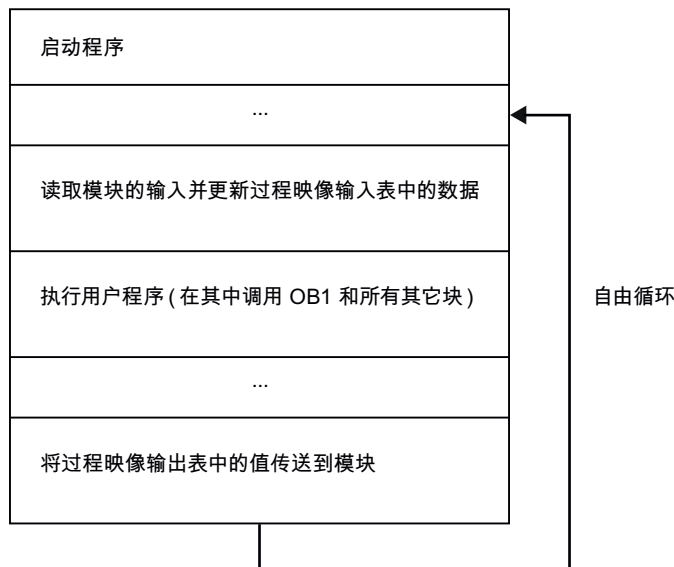 启动程序
...
读取模块的输入并更新过程映像输入表中的数据
执行用户程序 ( 在其中调用 OB1 和所有其它块 )
自由循环
...
将过程映像输出表中的值传送到模块